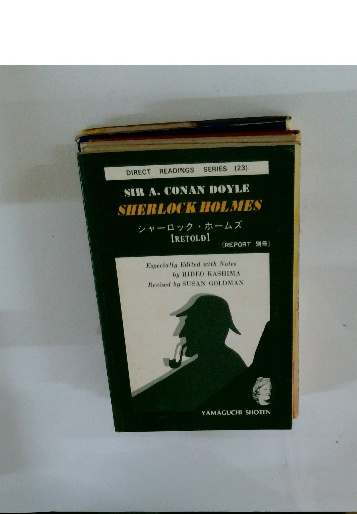 DIRECT READINGS SERIES [23]
SIR A. CONAN DOYLE
SHERLOCK HOLMES
シャーロック・ホームズ
【RETOLD】
〔REPORT 別冊〕
Especially Edited with Notes
by HIDEO KASHIMA
Revised by SUSAN GOLDMAN
YAMAGUCHI SHOTEN